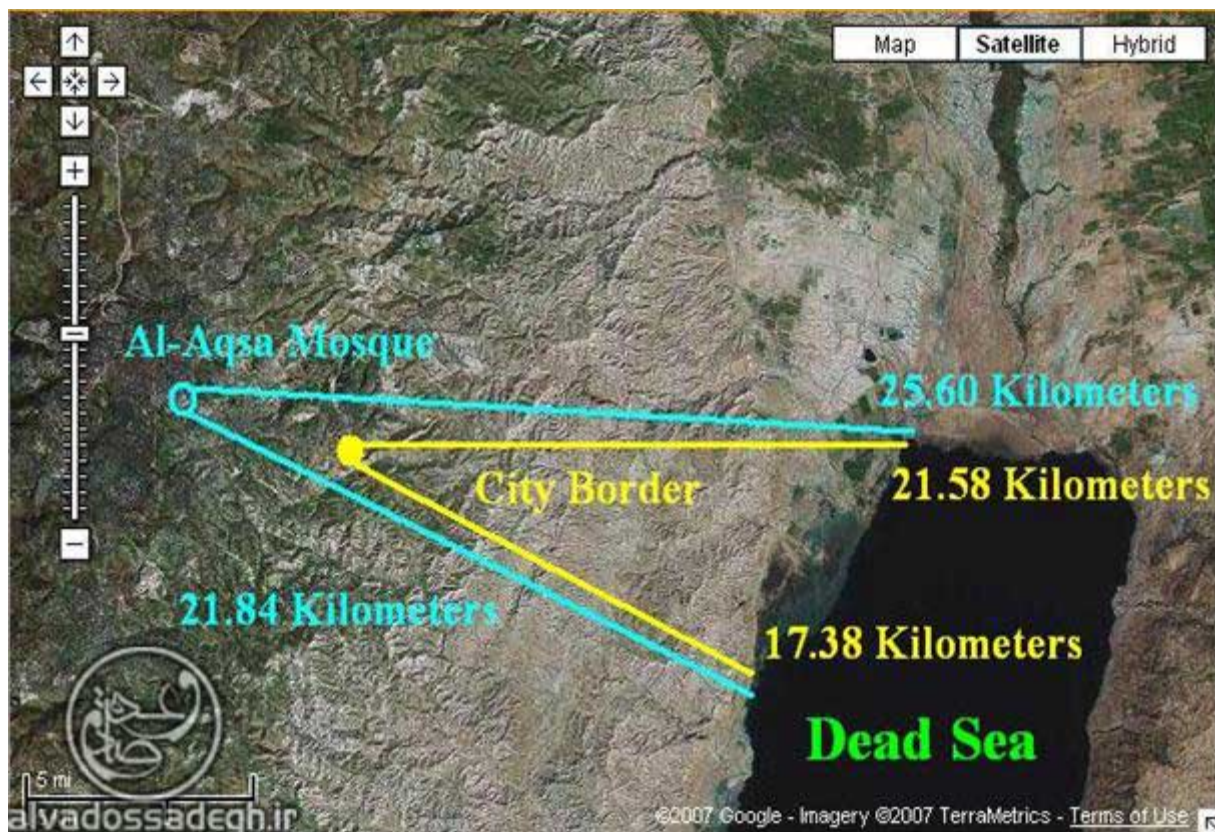 Map Satellite Hybrid
Al-Aqsa Mosque
25.60 Kilometers
City Border
21.58 Kilometers
21.84 Kilometers
17.38 Kilometers
Dead Sea
5 mi
alvadossadegh.ir
©2007 Google - Imagery ©2007 TerraMetrics - Terms of Use